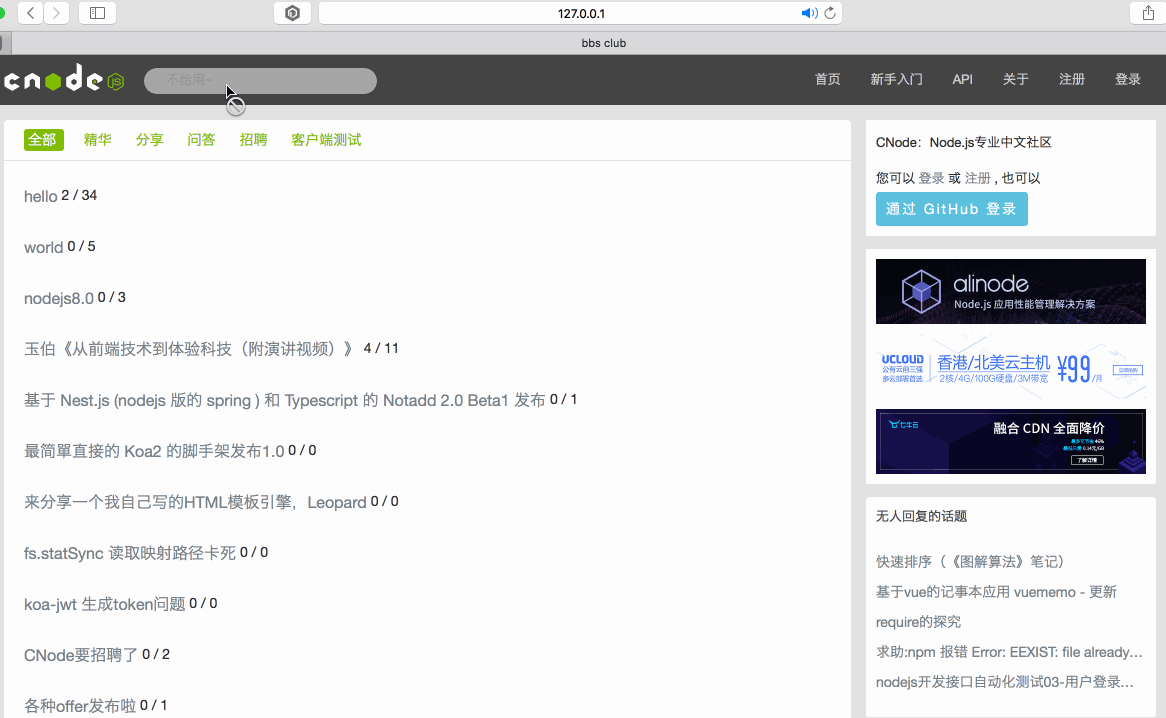 127.0.0.1
bbs club
cnode JS
不给用~
首页 新手入门 API 关于 注册 登录
全部 精华 分享 问答 招聘 客户端测试
hello 2 / 34
world 0 / 5
nodejs8.0 0 / 3
玉伯《从前端技术到体验科技（附演讲视频）》 4 / 11
基于 Nest.js (nodejs 版的 spring ) 和 Typescript 的 Notadd 2.0 Beta1 发布 0 / 1
最简單直接的 Koa2 的脚手架发布1.0 0 / 0
来分享一个我自己写的HTML模板引擎，Leopard 0 / 0
fs.statSync 读取映射路径卡死 0 / 0
koa-jwt 生成token问题 0 / 0
CNode要招聘了 0 / 2
各种offer发布啦 0 / 1
CNode：Node.js专业中文社区
您可以 登录 或 注册 , 也可以
通过 GitHub 登录
alinode
Node.js 应用性能管理解决方案
UCLOUD
公有云前三强
多云部署首选
香港/北美云主机
2核/4G/100G硬盘/3M带宽
¥99/月
立即抢购
七牛云
融合 CDN 全面降价
最多可节省 46%
最低只需 0.14元/GB
了解详情
无人回复的话题
快速排序（《图解算法》笔记）
基于vue的记事本应用 vuememo - 更新
require的探究
求助:npm 报错 Error: EEXIST: file already…
nodejs开发接口自动化测试03-用户登录…